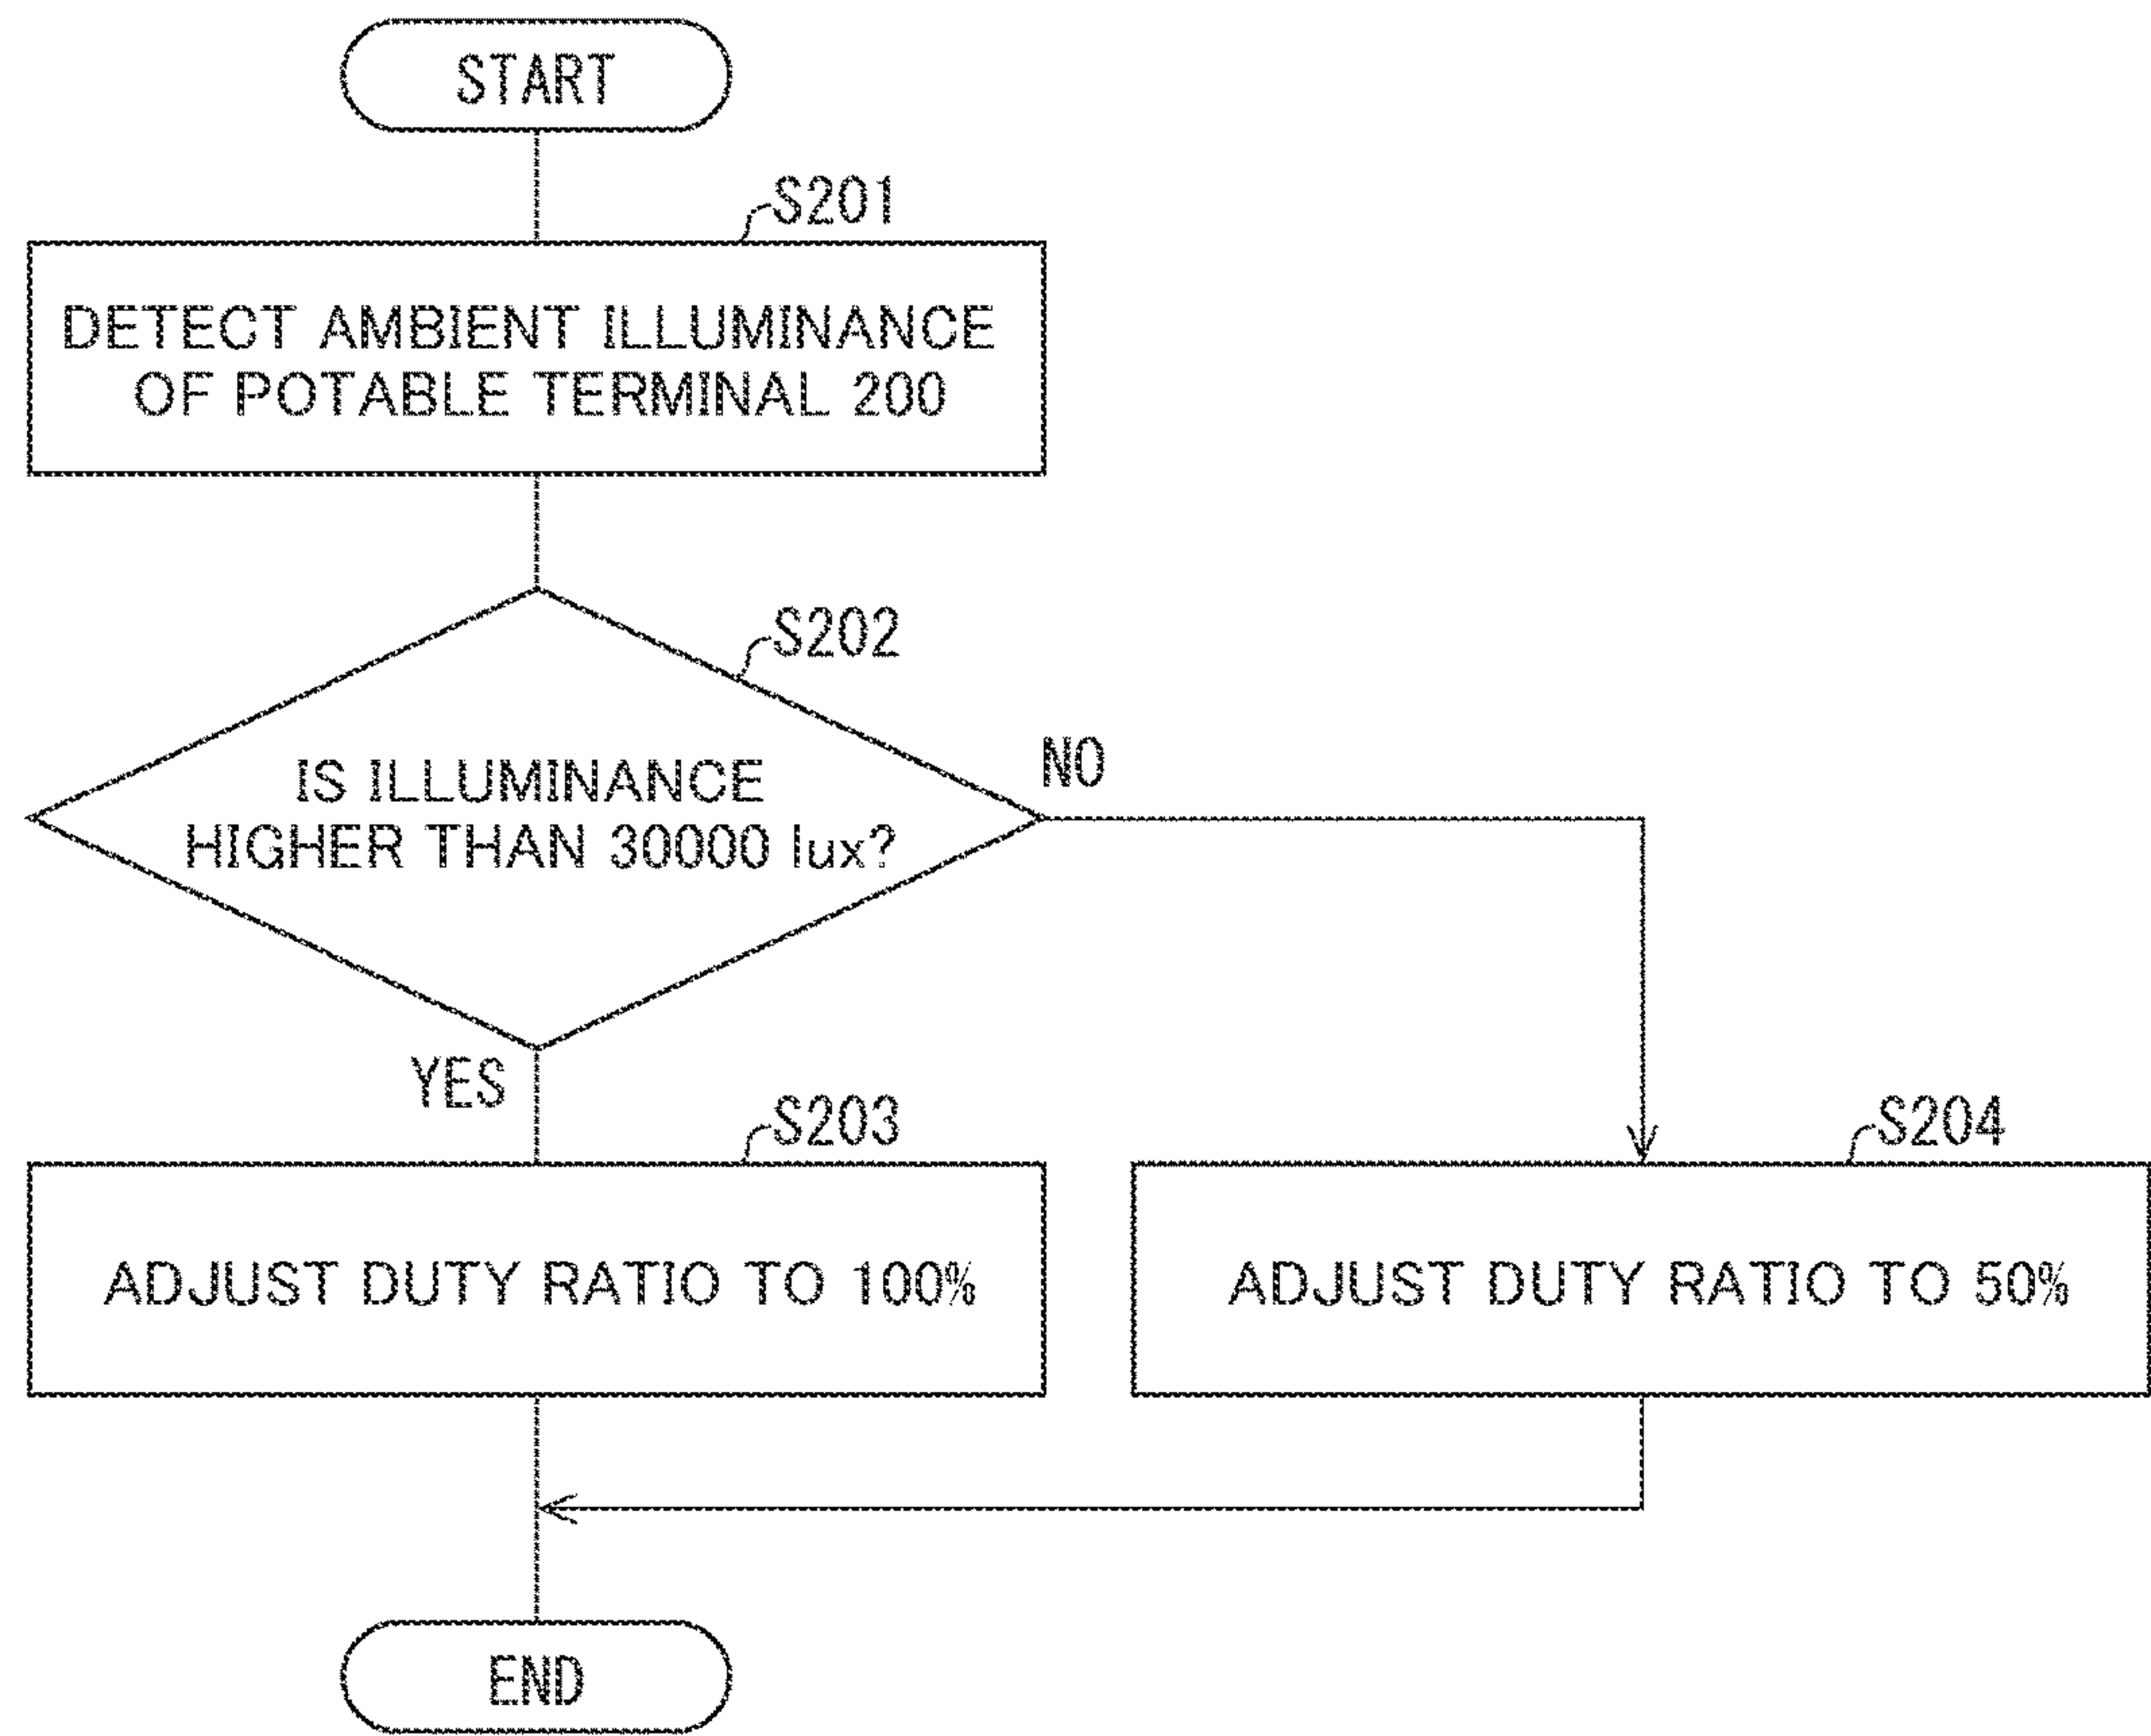 START
S201
DETECT AMBIENT ILLUMINANCE
OF POTABLE TERMINAL 200
S202
IS ILLUMINANCE
HIGHER THAN 30000 lux?
NO
YES
S203
ADJUST DUTY RATIO TO 100%
S204
ADJUST DUTY RATIO TO 50%
END